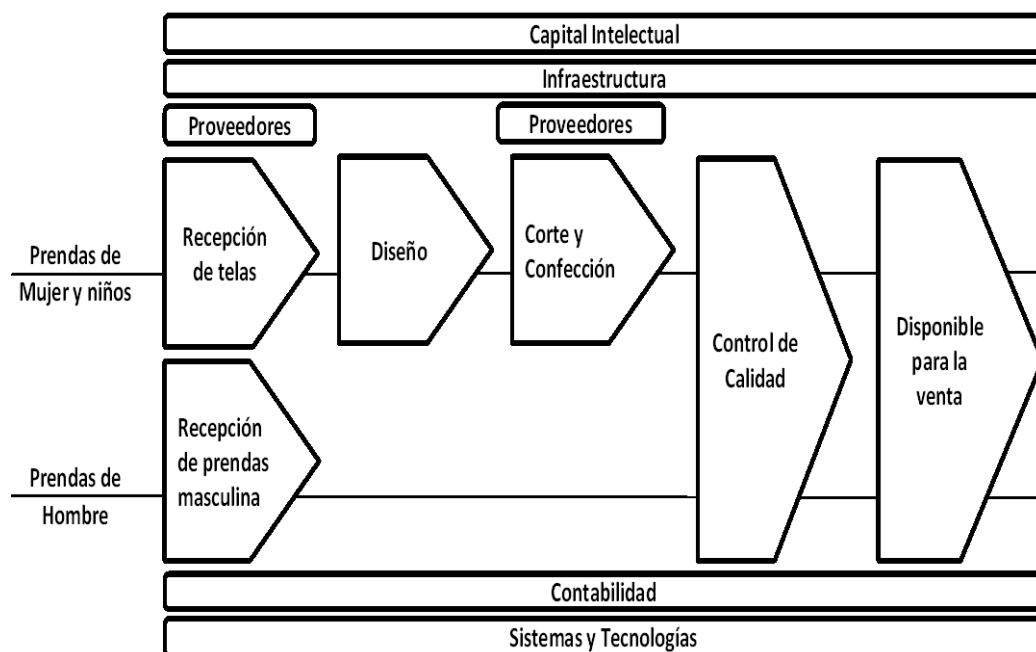 Capital Intelectual
Infraestructura
Proveedores
Proveedores
Prendas de
Mujer y niños
Recepción
de telas
Diseño
Corte y
Confección
Control de
Calidad
Disponible
para la
venta
Prendas de
Hombre
Recepción
de prendas
masculina
Contabilidad
Sistemas y Tecnologías